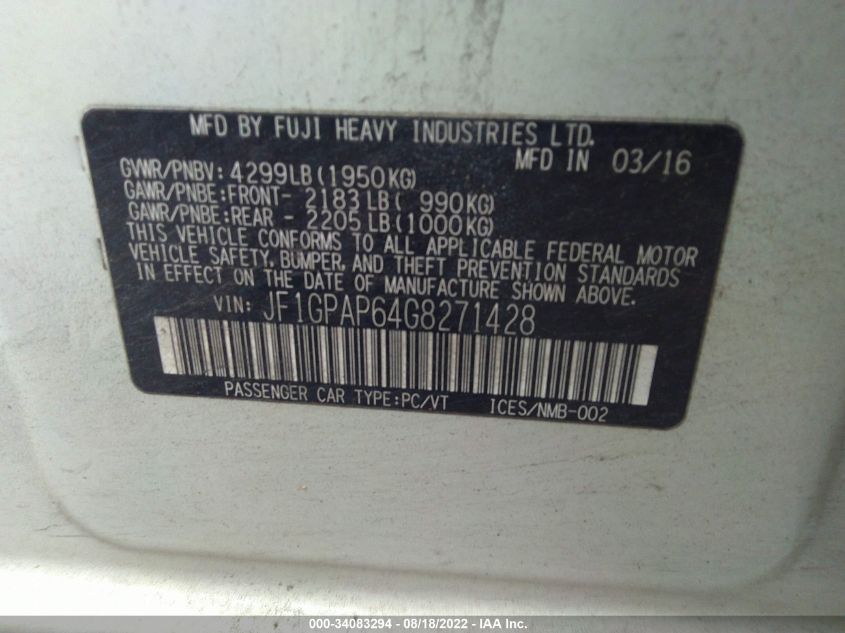 MFD BY FUJI HEAVY INDUSTRIES LTD.
MFD IN 03/16
GVWR/PNBV: 4299LB(1950KG)
GAWR/PNBE:FRONT- 2183LB( 990KG)
GAWR/PNBE:REAR - 2205LB(1000KG)
THIS VEHICLE CONFORMS TO ALL APPLICABLE FEDERAL MOTOR
VEHICLE SAFETY, BUMPER, AND THEFT PREVENTION STANDARDS
IN EFFECT ON THE DATE OF MANUFACTURE SHOWN ABOVE.
VIN: JF1GPAP64G8271428
PASSENGER CAR TYPE:PC/VT ICES/NMB-002
000-34083294 - 08/18/2022 - IAA Inc.